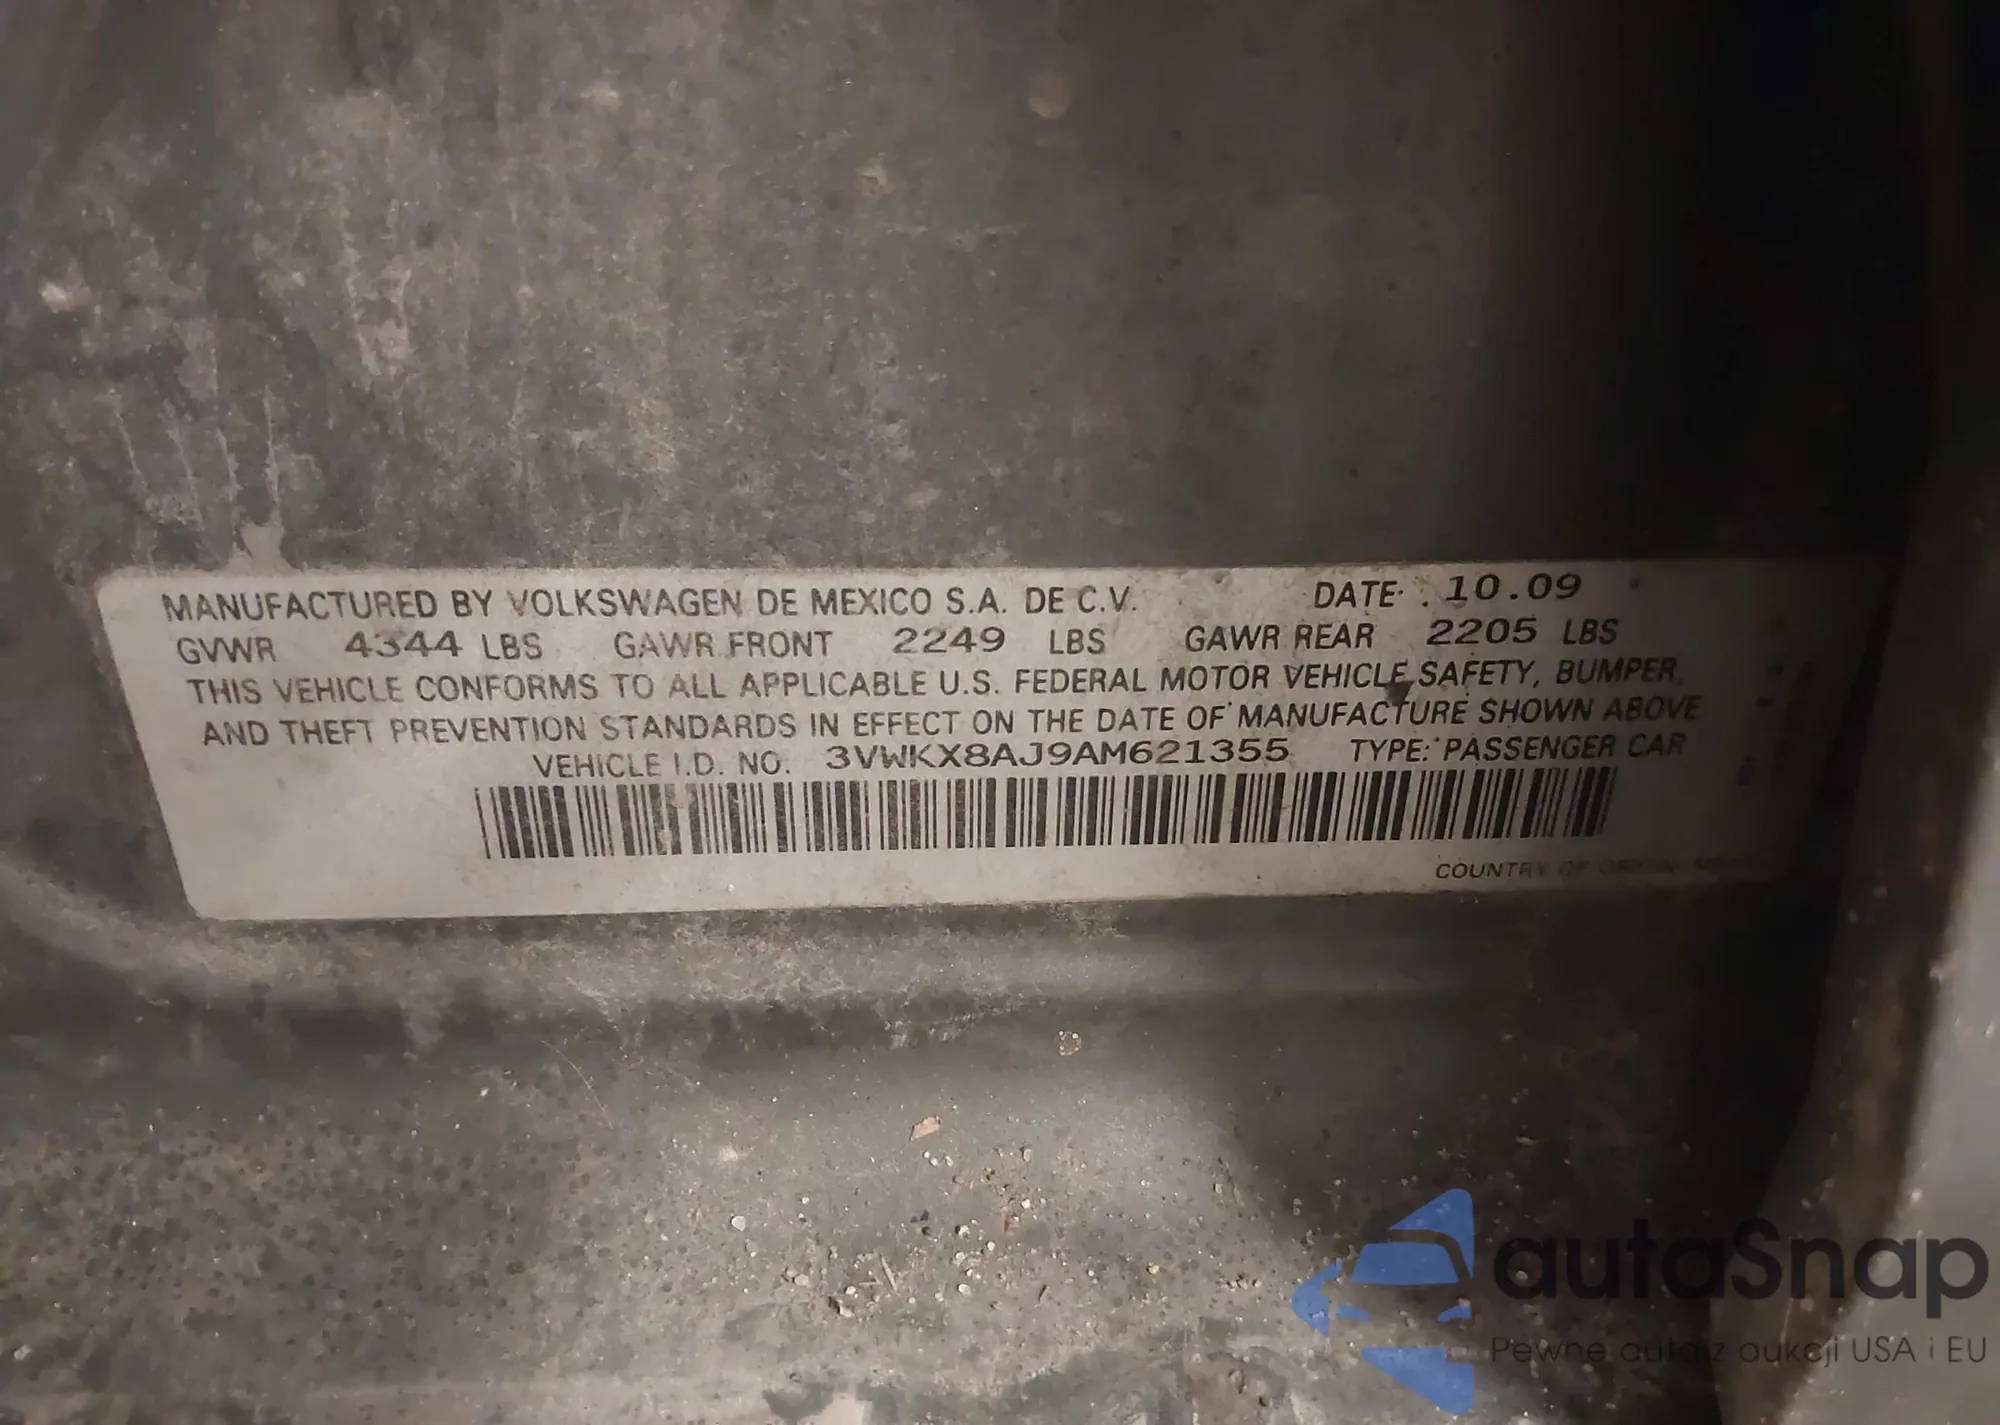 MANUFACTURED BY VOLKSWAGEN DE MEXICO S.A. DE C.V. DATE: 10.09
GVWR 4344 LBS GAWR FRONT 2249 LBS GAWR REAR 2205 LBS
THIS VEHICLE CONFORMS TO ALL APPLICABLE U.S. FEDERAL MOTOR VEHICLE SAFETY, BUMPER,
AND THEFT PREVENTION STANDARDS IN EFFECT ON THE DATE OF MANUFACTURE SHOWN ABOVE
VEHICLE I.D. NO. 3VWKX8AJ9AM621355 TYPE: PASSENGER CAR
COUNTRY OF ORIGIN:
autaSnap
Pewne auta z aukcji USA i EU